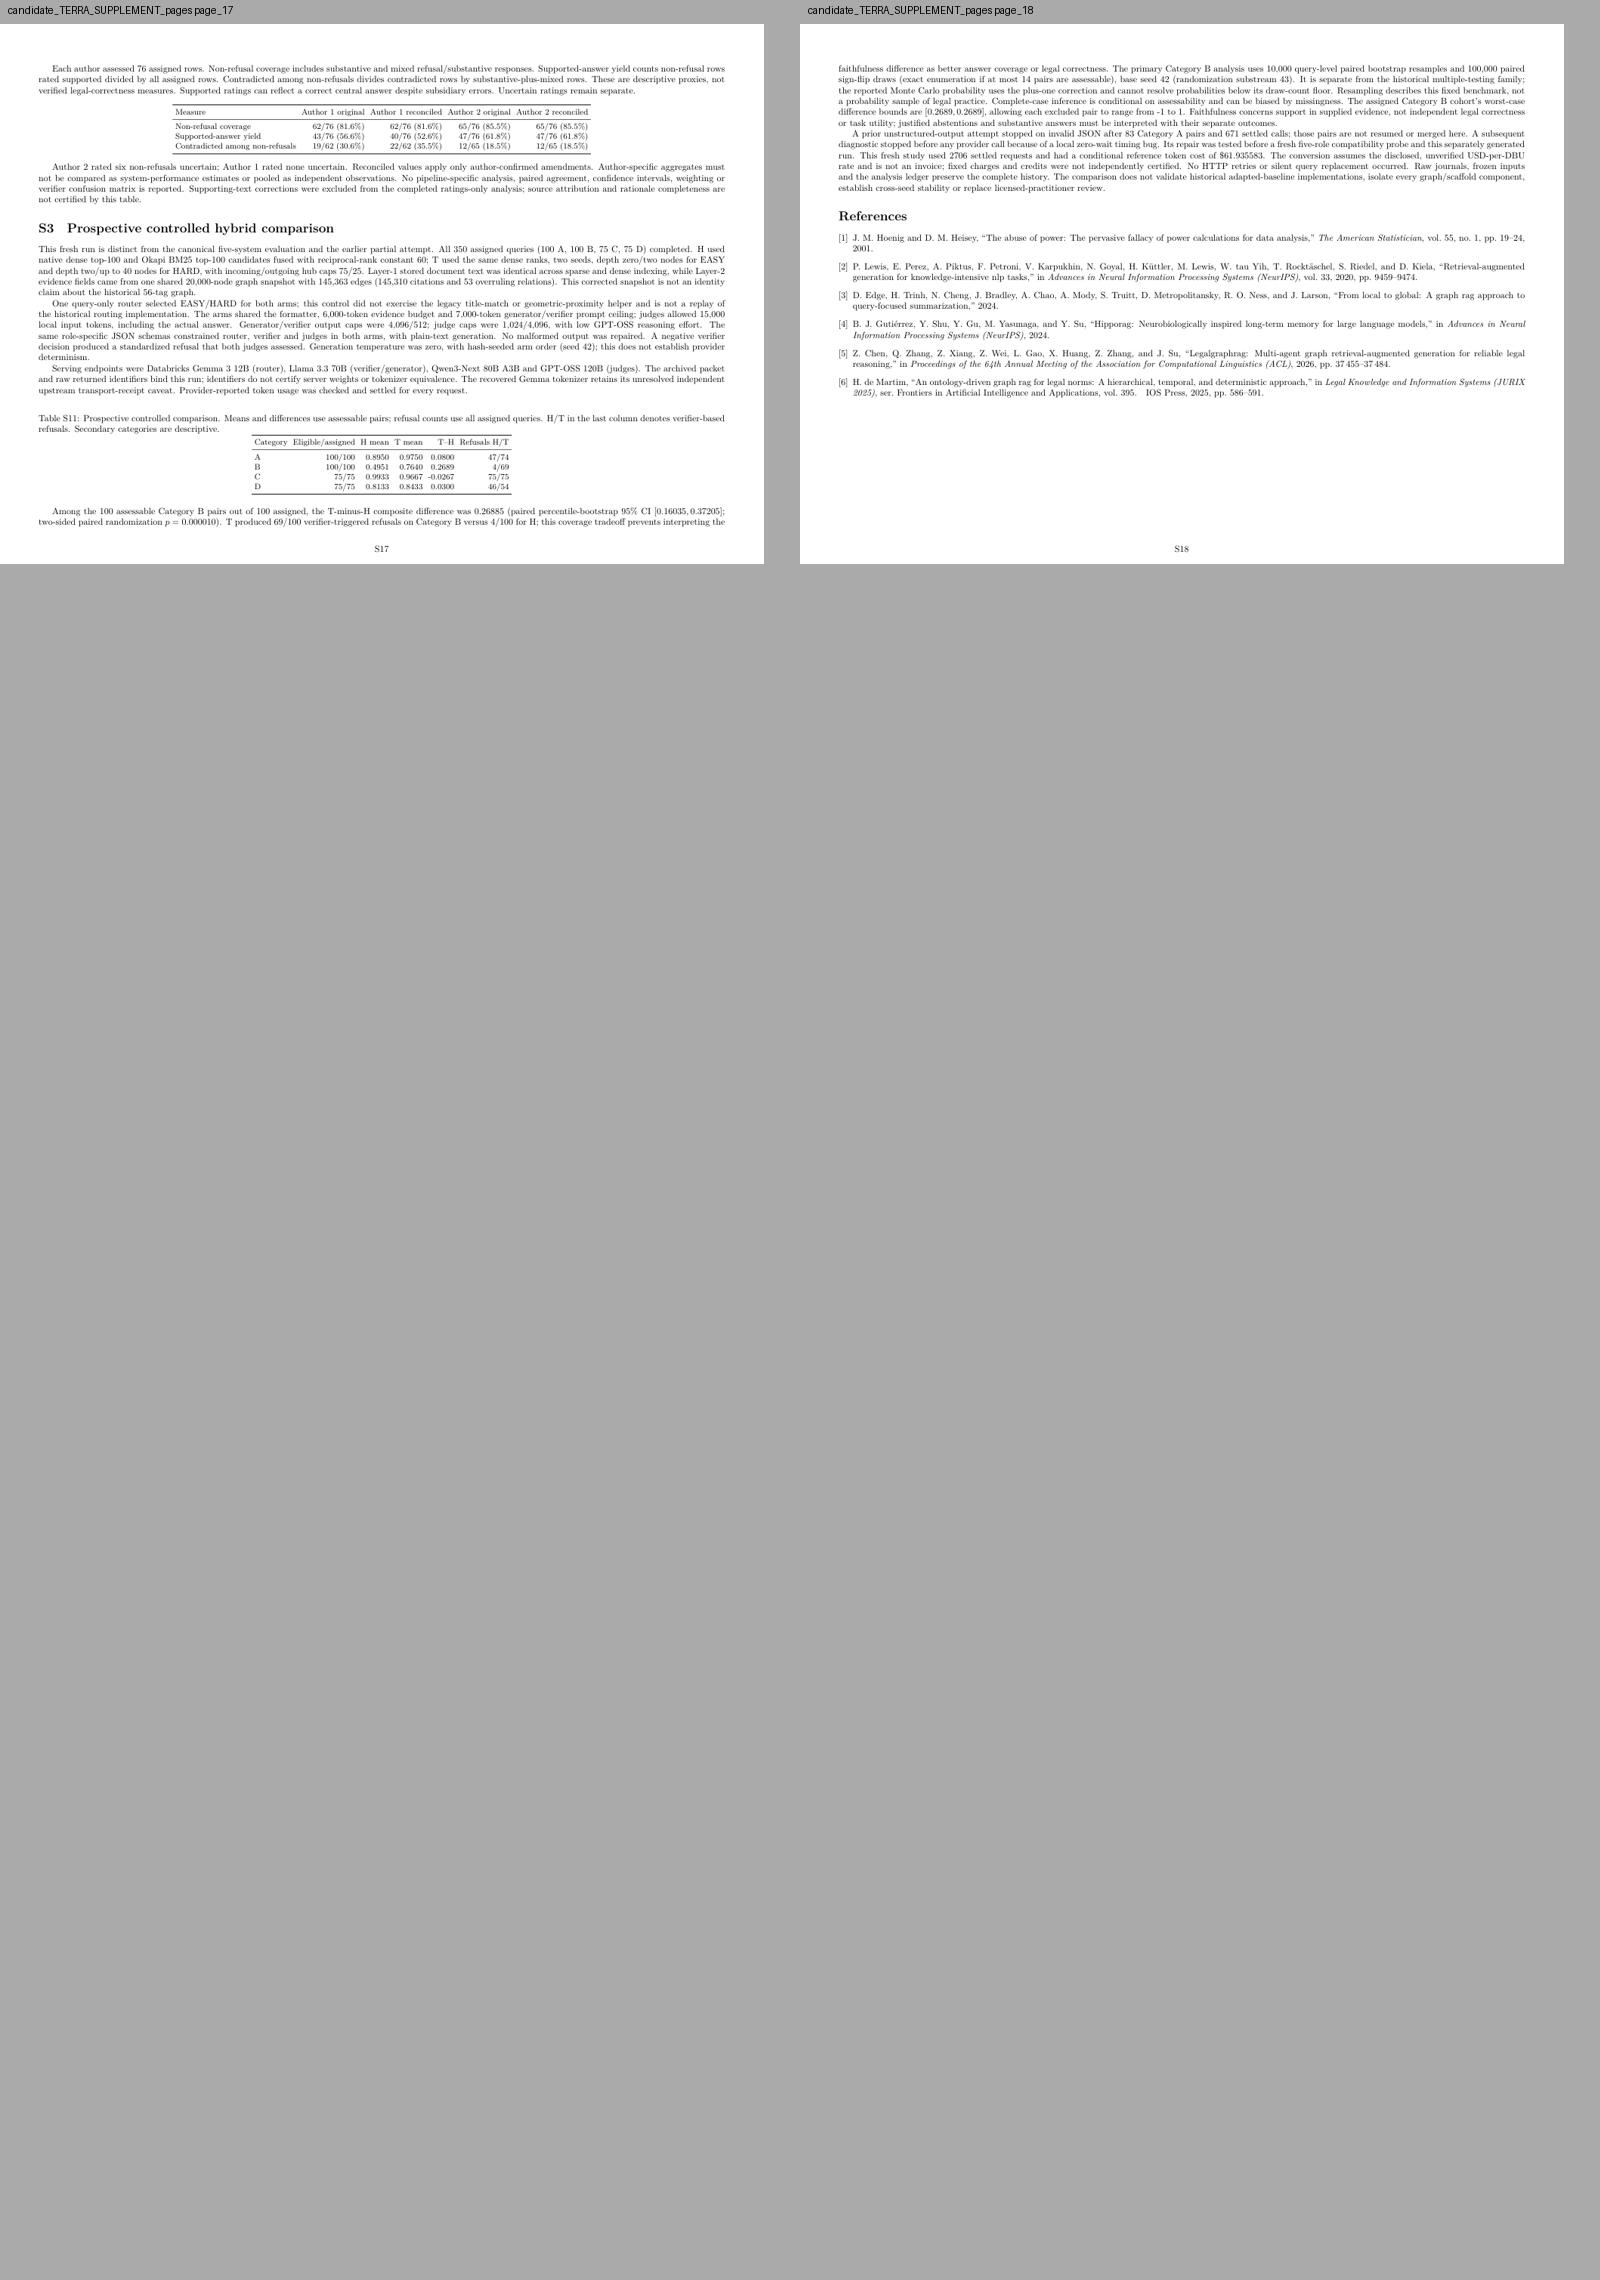 candidate_TERRA_SUPPLEMENT_pages page_17
Each author assessed 76 assigned rows. Non-refusal coverage includes substantive and mixed refusal/substantive responses. Supported-answer yield counts non-refusal rows
rated supported divided by all assigned rows. Contradicted among non-refusals divides contradicted rows by substantive-plus-mixed rows. These are descriptive proxies, not
verified legal-correctness measures. Supported ratings can reflect a correct central answer despite subsidiary errors. Uncertain ratings remain separate.
Measure Author 1 original Author 1 reconciled Author 2 original Author 2 reconciled
Non-refusal coverage 62/76 (81.6%) 62/76 (81.6%) 65/76 (85.5%) 65/76 (85.5%)
Supported-answer yield 43/76 (56.6%) 40/76 (52.6%) 47/76 (61.8%) 47/76 (61.8%)
Contradicted among non-refusals 19/62 (30.6%) 22/62 (35.5%) 12/65 (18.5%) 12/65 (18.5%)
Author 2 rated six non-refusals uncertain; Author 1 rated none uncertain. Reconciled values apply only author-confirmed amendments. Author-specific aggregates must
not be compared as system-performance estimates or pooled as independent observations. No pipeline-specific analysis, paired agreement, confidence intervals, weighting or
verifier confusion matrix is reported. Supporting-text corrections were excluded from the completed ratings-only analysis; source attribution and rationale completeness are
not certified by this table.
S3 Prospective controlled hybrid comparison
This fresh run is distinct from the canonical five-system evaluation and the earlier partial attempt. All 350 assigned queries (100 A, 100 B, 75 C, 75 D) completed. H used
native dense top-100 and Okapi BM25 top-100 candidates fused with reciprocal-rank constant 60; T used the same dense ranks, two seeds, depth zero/two nodes for EASY
and depth two/up to 40 nodes for HARD, with incoming/outgoing hub caps 75/25. Layer-1 stored document text was identical across sparse and dense indexing, while Layer-2
evidence fields came from one shared 20,000-node graph snapshot with 145,363 edges (145,310 citations and 53 overruling relations). This corrected snapshot is not an identity
claim about the historical 56-tag graph.
One query-only router selected EASY/HARD for both arms; this control did not exercise the legacy title-match or geometric-proximity helper and is not a replay of
the historical routing implementation. The arms shared the formatter, 6,000-token evidence budget and 7,000-token generator/verifier prompt ceiling; judges allowed 15,000
local input tokens, including the actual answer. Generator/verifier output caps were 4,096/512; judge caps were 1,024/4,096, with low GPT-OSS reasoning effort. The
same role-specific JSON schemas constrained router, verifier and judges in both arms, with plain-text generation. No malformed output was repaired. A negative verifier
decision produced a standardized refusal that both judges assessed. Generation temperature was zero, with hash-seeded arm order (seed 42); this does not establish provider
determinism.
Serving endpoints were Databricks Gemma 3 12B (router), Llama 3.3 70B (verifier/generator), Qwen3-Next 80B A3B and GPT-OSS 120B (judges). The archived packet
and raw returned identifiers bind this run; identifiers do not certify server weights or tokenizer equivalence. The recovered Gemma tokenizer retains its unresolved independent
upstream transport-receipt caveat. Provider-reported token usage was checked and settled for every request.
Table S11: Prospective controlled comparison. Means and differences use assessable pairs; refusal counts use all assigned queries. H/T in the last column denotes verifier-based
refusals. Secondary categories are descriptive.
Category Eligible/assigned H mean T mean T–H Refusals H/T
A 100/100 0.8950 0.9750 0.0800 47/74
B 100/100 0.4951 0.7640 0.2689 4/69
C 75/75 0.9933 0.9667 -0.0267 75/75
D 75/75 0.8133 0.8433 0.0300 46/54
Among the 100 assessable Category B pairs out of 100 assigned, the T-minus-H composite difference was 0.26885 (paired percentile-bootstrap 95% CI [0.16035, 0.37205];
two-sided paired randomization p = 0.000010). T produced 69/100 verifier-triggered refusals on Category B versus 4/100 for H; this coverage tradeoff prevents interpreting the
S17
candidate_TERRA_SUPPLEMENT_pages page_18
faithfulness difference as better answer coverage or legal correctness. The primary Category B analysis uses 10,000 query-level paired bootstrap resamples and 100,000 paired
sign-flip draws (exact enumeration if at most 14 pairs are assessable), base seed 42 (randomization substream 43). It is separate from the historical multiple-testing family;
the reported Monte Carlo probability uses the plus-one correction and cannot resolve probabilities below its draw-count floor. Resampling describes this fixed benchmark, not
a probability sample of legal practice. Complete-case inference is conditional on assessability and can be biased by missingness. The assigned Category B cohort's worst-case
difference bounds are [0.2689, 0.2689], allowing each excluded pair to range from -1 to 1. Faithfulness concerns support in supplied evidence, not independent legal correctness
or task utility; justified abstentions and substantive answers must be interpreted with their separate outcomes.
A prior unstructured-output attempt stopped on invalid JSON after 83 Category A pairs and 671 settled calls; those pairs are not resumed or merged here. A subsequent
diagnostic stopped before any provider call because of a local zero-wait timing bug. Its repair was tested before a fresh five-role compatibility probe and this separately generated
run. This fresh study used 2706 settled requests and had a conditional reference token cost of $61.935583. The conversion assumes the disclosed, unverified USD-per-DBU
rate and is not an invoice; fixed charges and credits were not independently certified. No HTTP retries or silent query replacement occurred. Raw journals, frozen inputs
and the analysis ledger preserve the complete history. The comparison does not validate historical adapted-baseline implementations, isolate every graph/scaffold component,
establish cross-seed stability or replace licensed-practitioner review.
References
[1] J. M. Hoenig and D. M. Heisey, “The abuse of power: The pervasive fallacy of power calculations for data analysis,” The American Statistician, vol. 55, no. 1, pp. 19–24,
2001.
[2] P. Lewis, E. Perez, A. Piktus, F. Petroni, V. Karpukhin, N. Goyal, H. Küttler, M. Lewis, W. tau Yih, T. Rocktäschel, S. Riedel, and D. Kiela, “Retrieval-augmented
generation for knowledge-intensive nlp tasks,” in Advances in Neural Information Processing Systems (NeurIPS), vol. 33, 2020, pp. 9459–9474.
[3] D. Edge, H. Trinh, N. Cheng, J. Bradley, A. Chao, A. Mody, S. Truitt, D. Metropolitansky, R. O. Ness, and J. Larson, “From local to global: A graph rag approach to
query-focused summarization,” 2024.
[4] B. J. Gutiérrez, Y. Shu, Y. Gu, M. Yasunaga, and Y. Su, “Hipporag: Neurobiologically inspired long-term memory for large language models,” in Advances in Neural
Information Processing Systems (NeurIPS), 2024.
[5] Z. Chen, Q. Zhang, Z. Xiang, Z. Wei, L. Gao, X. Huang, Z. Zhang, and J. Su, “Legalgraphrag: Multi-agent graph retrieval-augmented generation for reliable legal
reasoning,” in Proceedings of the 64th Annual Meeting of the Association for Computational Linguistics (ACL), 2026, pp. 37 455–37 484.
[6] H. de Martim, “An ontology-driven graph rag for legal norms: A hierarchical, temporal, and deterministic approach,” in Legal Knowledge and Information Systems (JURIX
2025), ser. Frontiers in Artificial Intelligence and Applications, vol. 395. IOS Press, 2025, pp. 586–591.
S18